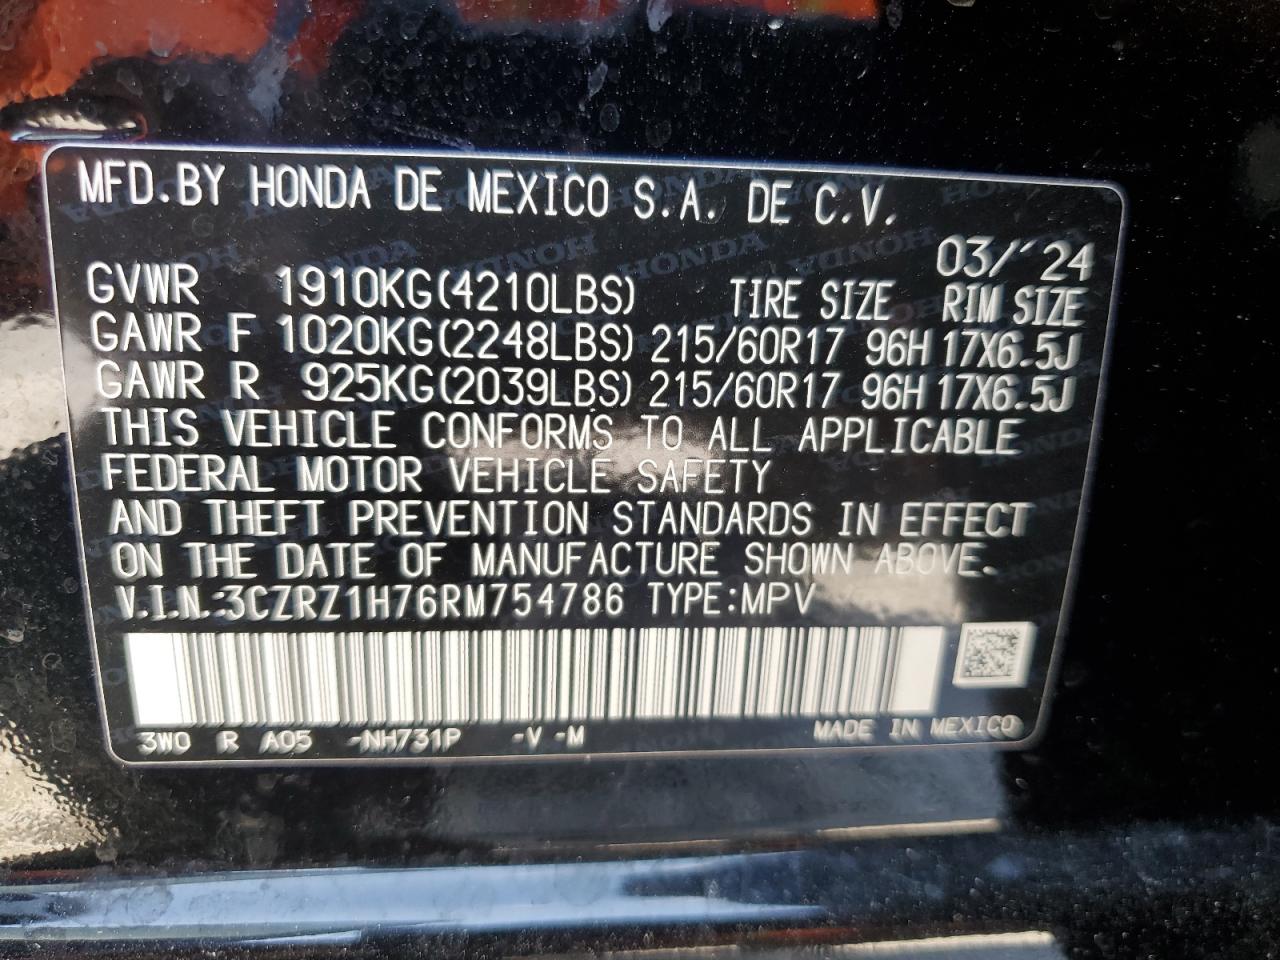 MFD.BY HONDA DE MEXICO S.A. DE C.V.
03/'24
GVWR 1910KG(4210LBS) TIRE SIZE RIM SIZE
GAWR F 1020KG(2248LBS) 215/60R17 96H 17X6.5J
GAWR R 925KG(2039LBS) 215/60R17 96H 17X6.5J
THIS VEHICLE CONFORMS TO ALL APPLICABLE
FEDERAL MOTOR VEHICLE SAFETY
AND THEFT PREVENTION STANDARDS IN EFFECT
ON THE DATE OF MANUFACTURE SHOWN ABOVE.
V.I.N.:3CZRZ1H76RM754786 TYPE:MPV
3W0 R A05 -NH731P -V -M MADE IN MEXICO